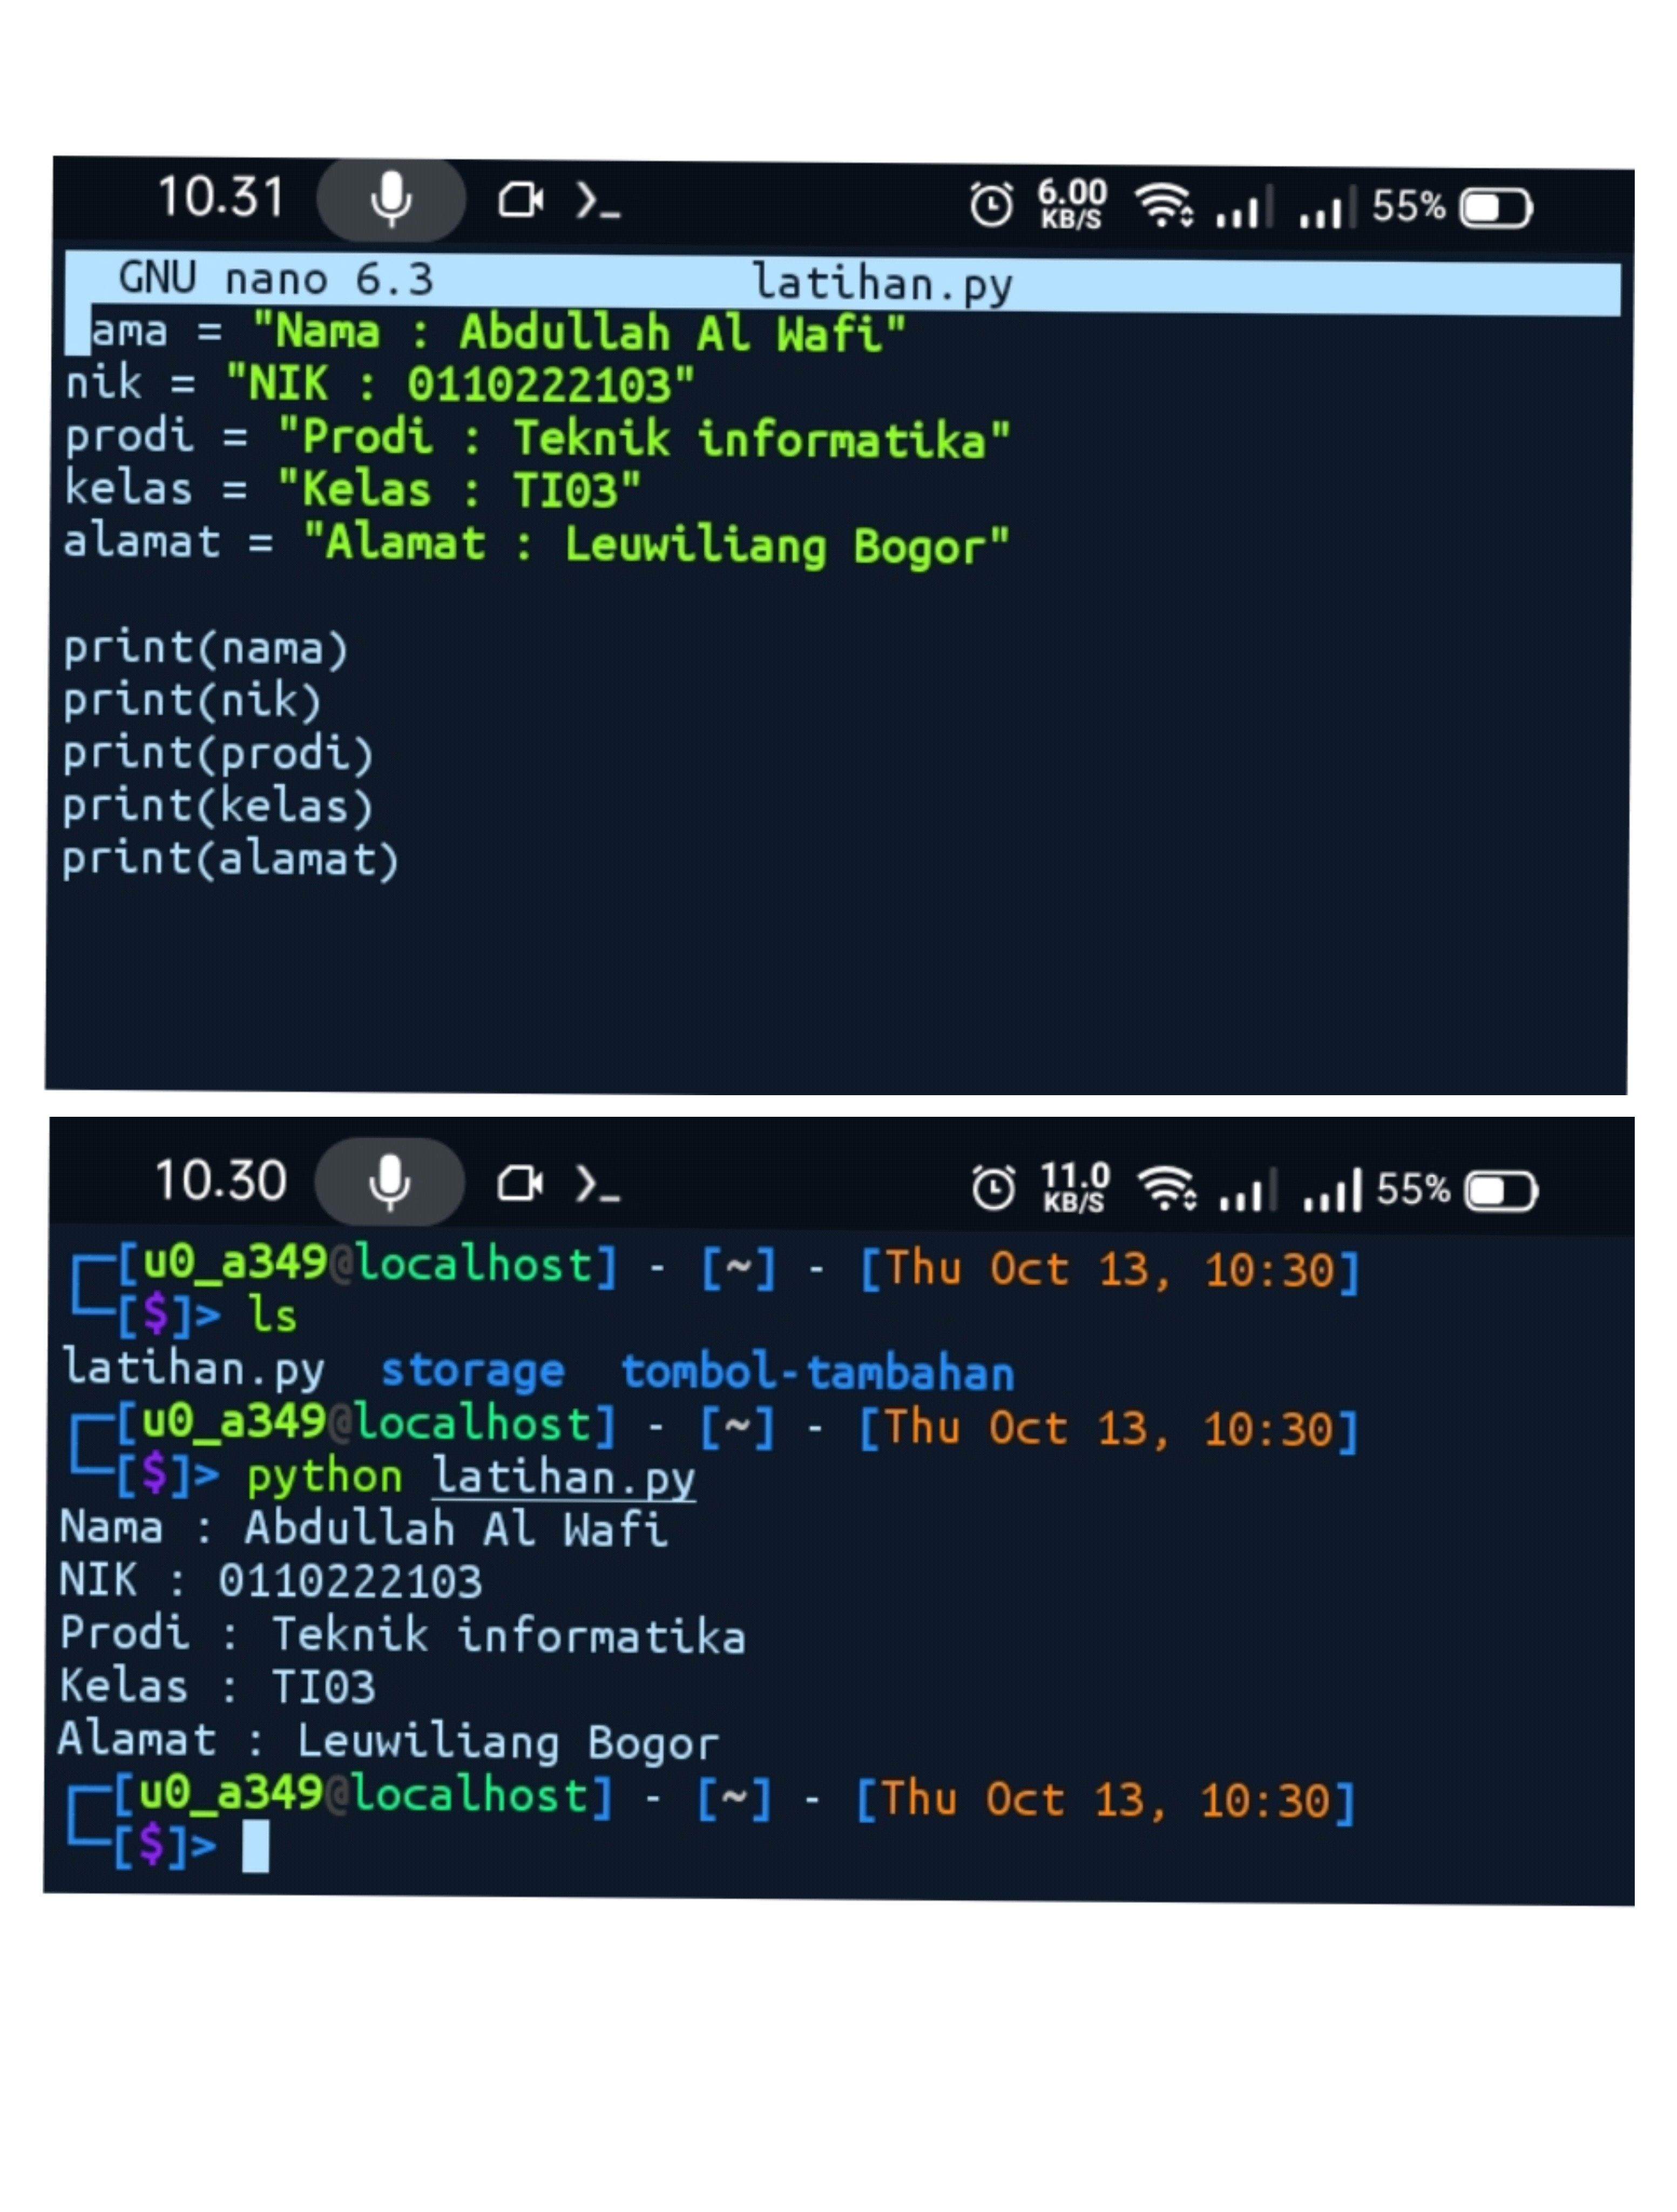 10.31 6.00 KB/S 55%
GNU nano 6.3 latihan.py
ama = "Nama : Abdullah Al Wafi"
nik = "NIK : 0110222103"
prodi = "Prodi : Teknik informatika"
kelas = "Kelas : TI03"
alamat = "Alamat : Leuwiliang Bogor"
print(nama)
print(nik)
print(prodi)
print(kelas)
print(alamat)
10.30 11.0 KB/S 55%
[u0_a349@localhost] - [~] - [Thu Oct 13, 10:30]
[$]> ls
latihan.py storage tombol-tambahan
[u0_a349@localhost] - [~] - [Thu Oct 13, 10:30]
[$]> python latihan.py
Nama : Abdullah Al Wafi
NIK : 0110222103
Prodi : Teknik informatika
Kelas : TI03
Alamat : Leuwiliang Bogor
[u0_a349@localhost] - [~] - [Thu Oct 13, 10:30]
[$]>